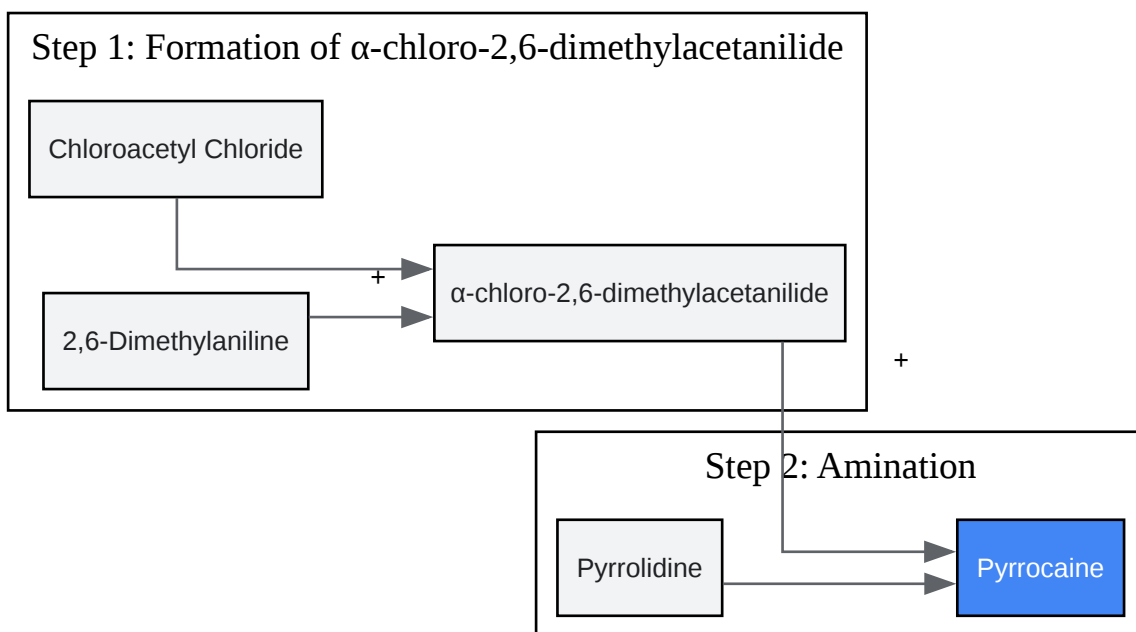 Step 1: Formation of α-chloro-2,6-dimethylacetanilide
Chloroacetyl Chloride
+
α-chloro-2,6-dimethylacetanilide
2,6-Dimethylaniline
+
Step 2: Amination
Pyrrolidine
Pyrrocaine